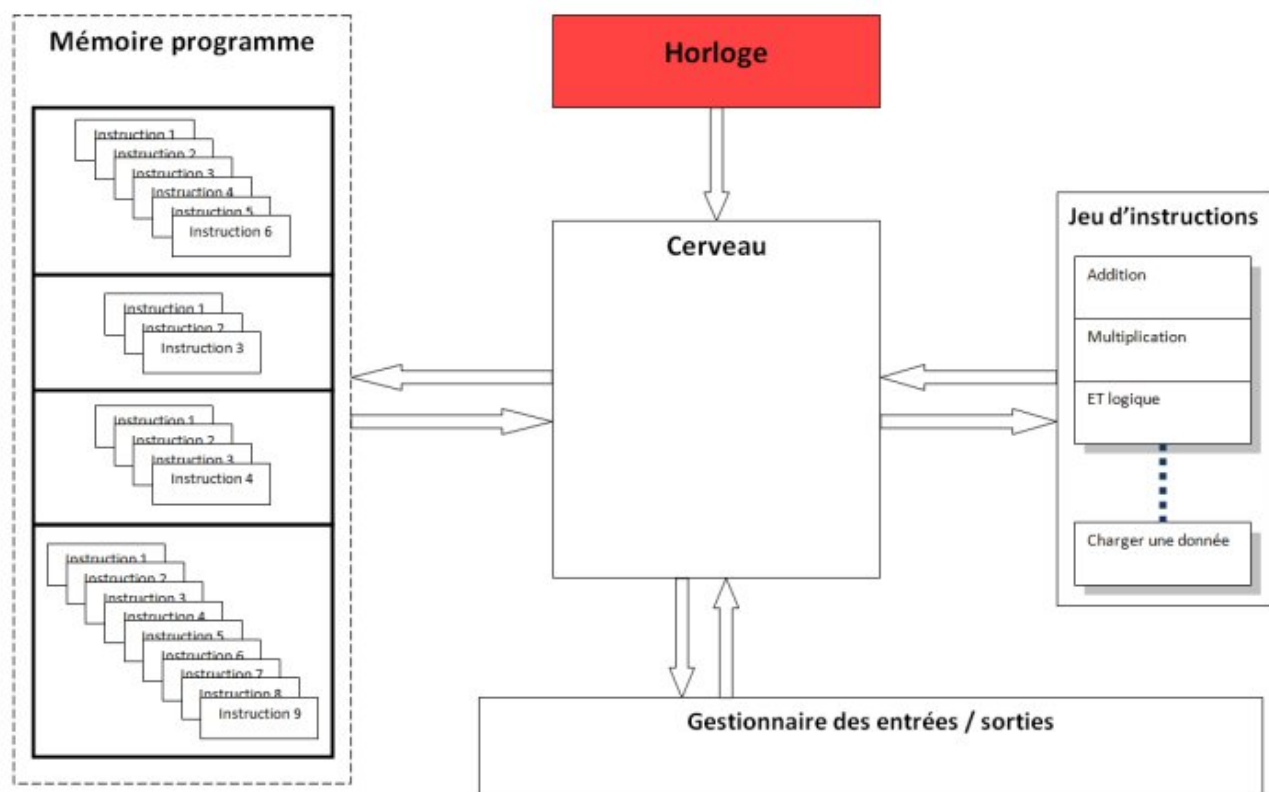 Mémoire programme
Instruction 1
Instruction 2
Instruction 3
Instruction 4
Instruction 5
Instruction 6
Instruction 1
Instruction 2
Instruction 3
Instruction 1
Instruction 2
Instruction 3
Instruction 4
Instruction 1
Instruction 2
Instruction 3
Instruction 4
Instruction 5
Instruction 6
Instruction 7
Instruction 8
Instruction 9
Horloge
Cerveau
Jeu d’instructions
Addition
Multiplication
ET logique
Charger une donnée
Gestionnaire des entrées / sorties